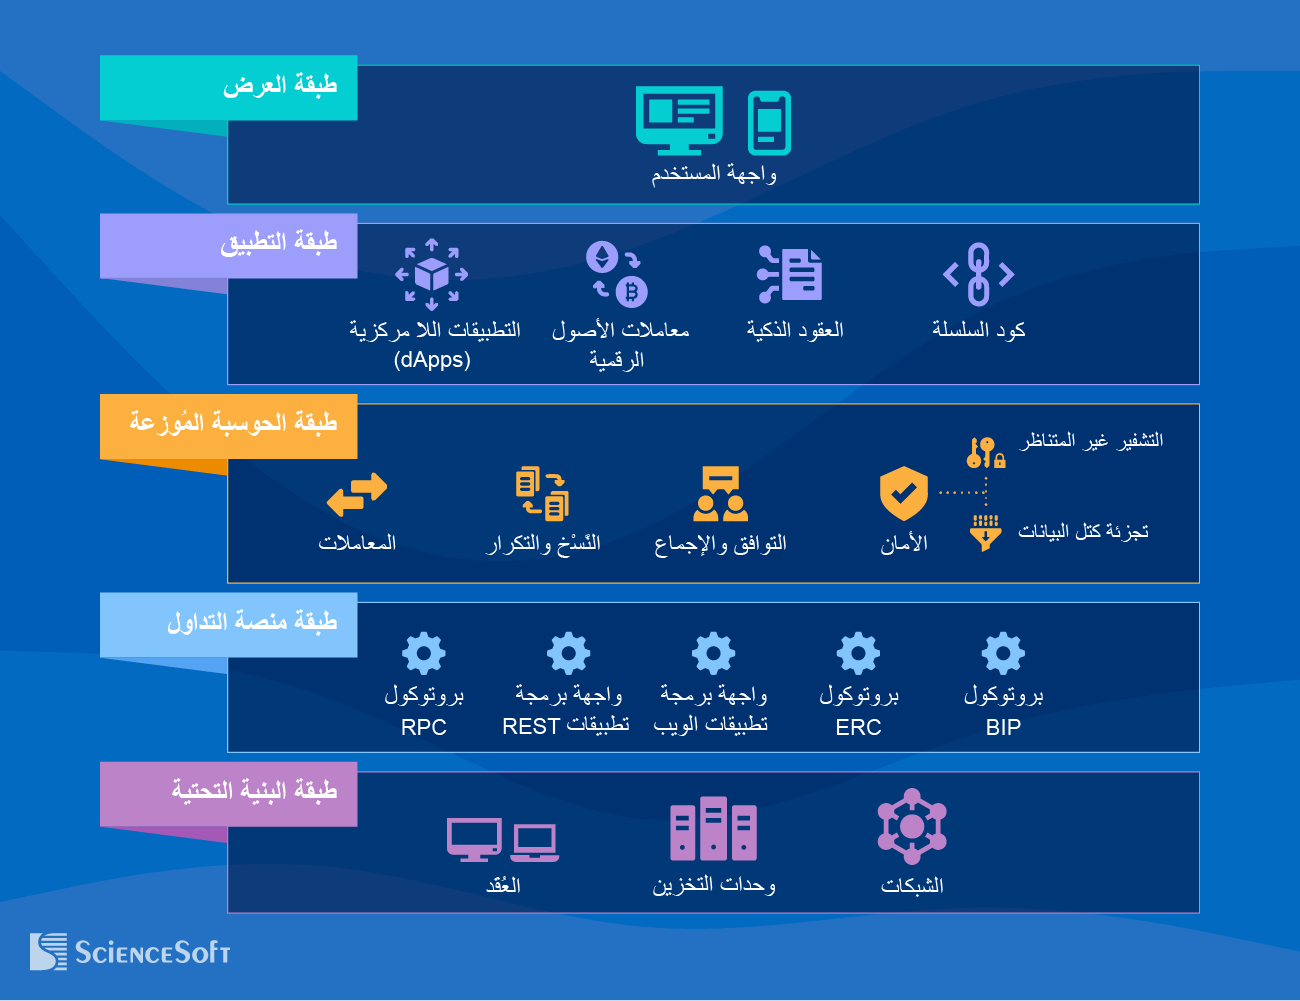 طبقة العرض
واجهة المستخدم
طبقة التطبيق
كود السلسلة
العقود الذكية
معاملات الأصول
الرقمية
التطبيقات اللا مركزية
(dApps)
طبقة الحوسبة المُوزعة
التشفير غير المتناظر
تجزئة كتل البيانات
الأمان
التوافق والإجماع
النَّسْخ والتكرار
المعاملات
طبقة منصة التداول
بروتوكول
BIP
بروتوكول
ERC
واجهة برمجة
تطبيقات الويب
واجهة برمجة
تطبيقات REST
بروتوكول
RPC
طبقة البنية التحتية
الشبكات
وحدات التخزين
العُقد
ScienceSoft